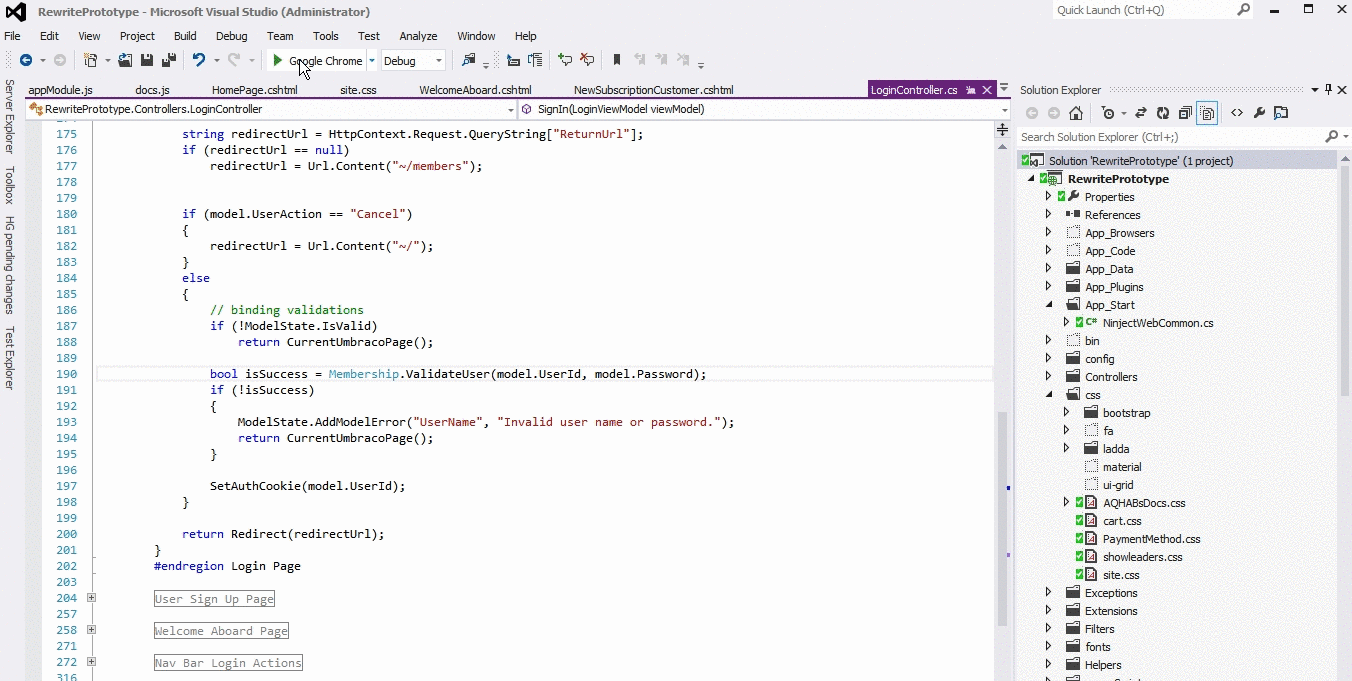 RewritePrototype - Microsoft Visual Studio (Administrator)
Quick Launch (Ctrl+Q)
File Edit View Project Build Debug Team Tools Test Analyze Window Help
Google Chrome Debug
Server Explorer
Toolbox
HG pending changes
Test Explorer
appModule.js docs.js HomePage.cshtml site.css WelcomeAboard.cshtml NewSubscriptionCustomer.cshtml LoginController.cs
RewritePrototype.Controllers.LoginController SignIn(LoginViewModel viewModel)
174
175 string redirectUrl = HttpContext.Request.QueryString["ReturnUrl"];
176 if (redirectUrl == null)
177 redirectUrl = Url.Content("~/members");
178
179
180 if (model.UserAction == "Cancel")
181 {
182 redirectUrl = Url.Content("~/");
183 }
184 else
185 {
186 // binding validations
187 if (!ModelState.IsValid)
188 return CurrentUmbracoPage();
189
190 bool isSuccess = Membership.ValidateUser(model.UserId, model.Password);
191 if (!isSuccess)
192 {
193 ModelState.AddModelError("UserName", "Invalid user name or password.");
194 return CurrentUmbracoPage();
195 }
196
197 SetAuthCookie(model.UserId);
198 }
199
200 return Redirect(redirectUrl);
201 }
202 #endregion Login Page
203
204 User Sign Up Page
257
258 Welcome Aboard Page
271
272 Nav Bar Login Actions
316
Solution Explorer
Search Solution Explorer (Ctrl+;)
Solution 'RewritePrototype' (1 project)
RewritePrototype
Properties
References
App_Browsers
App_Code
App_Data
App_Plugins
App_Start
C# NinjectWebCommon.cs
bin
config
Controllers
css
bootstrap
fa
ladda
material
ui-grid
AQHABsDocs.css
cart.css
PaymentMethod.css
showleaders.css
site.css
Exceptions
Extensions
Filters
fonts
Helpers